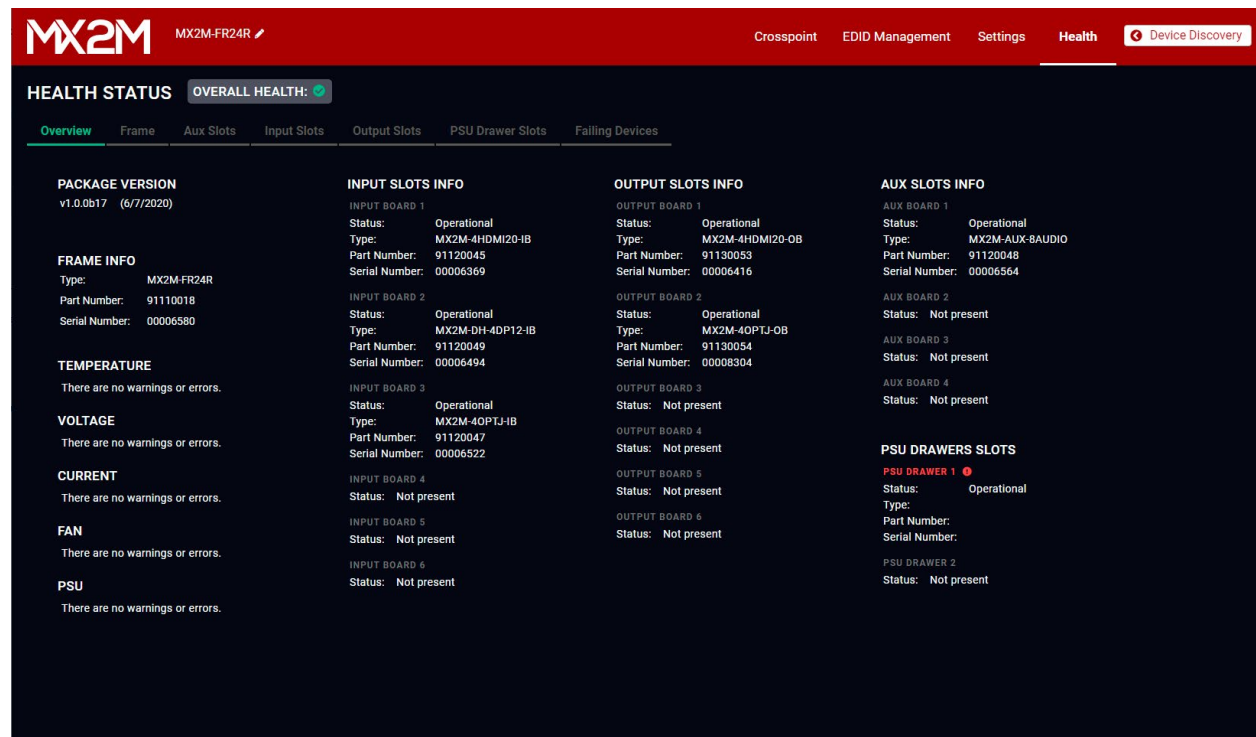 MX2M
MX2M-FR24R
Crosspoint
EDID Management
Settings
Health
Device Discovery
HEALTH STATUS
OVERALL HEALTH:
Overview
Frame
Aux Slots
Input Slots
Output Slots
PSU Drawer Slots
Failing Devices
PACKAGE VERSION
v1.0.0b17 (6/7/2020)
FRAME INFO
Type: MX2M-FR24R
Part Number: 91110018
Serial Number: 00006580
TEMPERATURE
There are no warnings or errors.
VOLTAGE
There are no warnings or errors.
CURRENT
There are no warnings or errors.
FAN
There are no warnings or errors.
PSU
There are no warnings or errors.
INPUT SLOTS INFO
INPUT BOARD 1
Status: Operational
Type: MX2M-4HDMI20-IB
Part Number: 91120045
Serial Number: 00006369
INPUT BOARD 2
Status: Operational
Type: MX2M-DH-4DP12-IB
Part Number: 91120049
Serial Number: 00006494
INPUT BOARD 3
Status: Operational
Type: MX2M-4OPTJ-IB
Part Number: 91120047
Serial Number: 00006522
INPUT BOARD 4
Status: Not present
INPUT BOARD 5
Status: Not present
INPUT BOARD 6
Status: Not present
OUTPUT SLOTS INFO
OUTPUT BOARD 1
Status: Operational
Type: MX2M-4HDMI20-OB
Part Number: 91130053
Serial Number: 00006416
OUTPUT BOARD 2
Status: Operational
Type: MX2M-4OPTJ-OB
Part Number: 91130054
Serial Number: 00008304
OUTPUT BOARD 3
Status: Not present
OUTPUT BOARD 4
Status: Not present
OUTPUT BOARD 5
Status: Not present
OUTPUT BOARD 6
Status: Not present
AUX SLOTS INFO
AUX BOARD 1
Status: Operational
Type: MX2M-AUX-8AUDIO
Part Number: 91120048
Serial Number: 00006564
AUX BOARD 2
Status: Not present
AUX BOARD 3
Status: Not present
AUX BOARD 4
Status: Not present
PSU DRAWERS SLOTS
PSU DRAWER 1
Status: Operational
Type:
Part Number:
Serial Number:
PSU DRAWER 2
Status: Not present